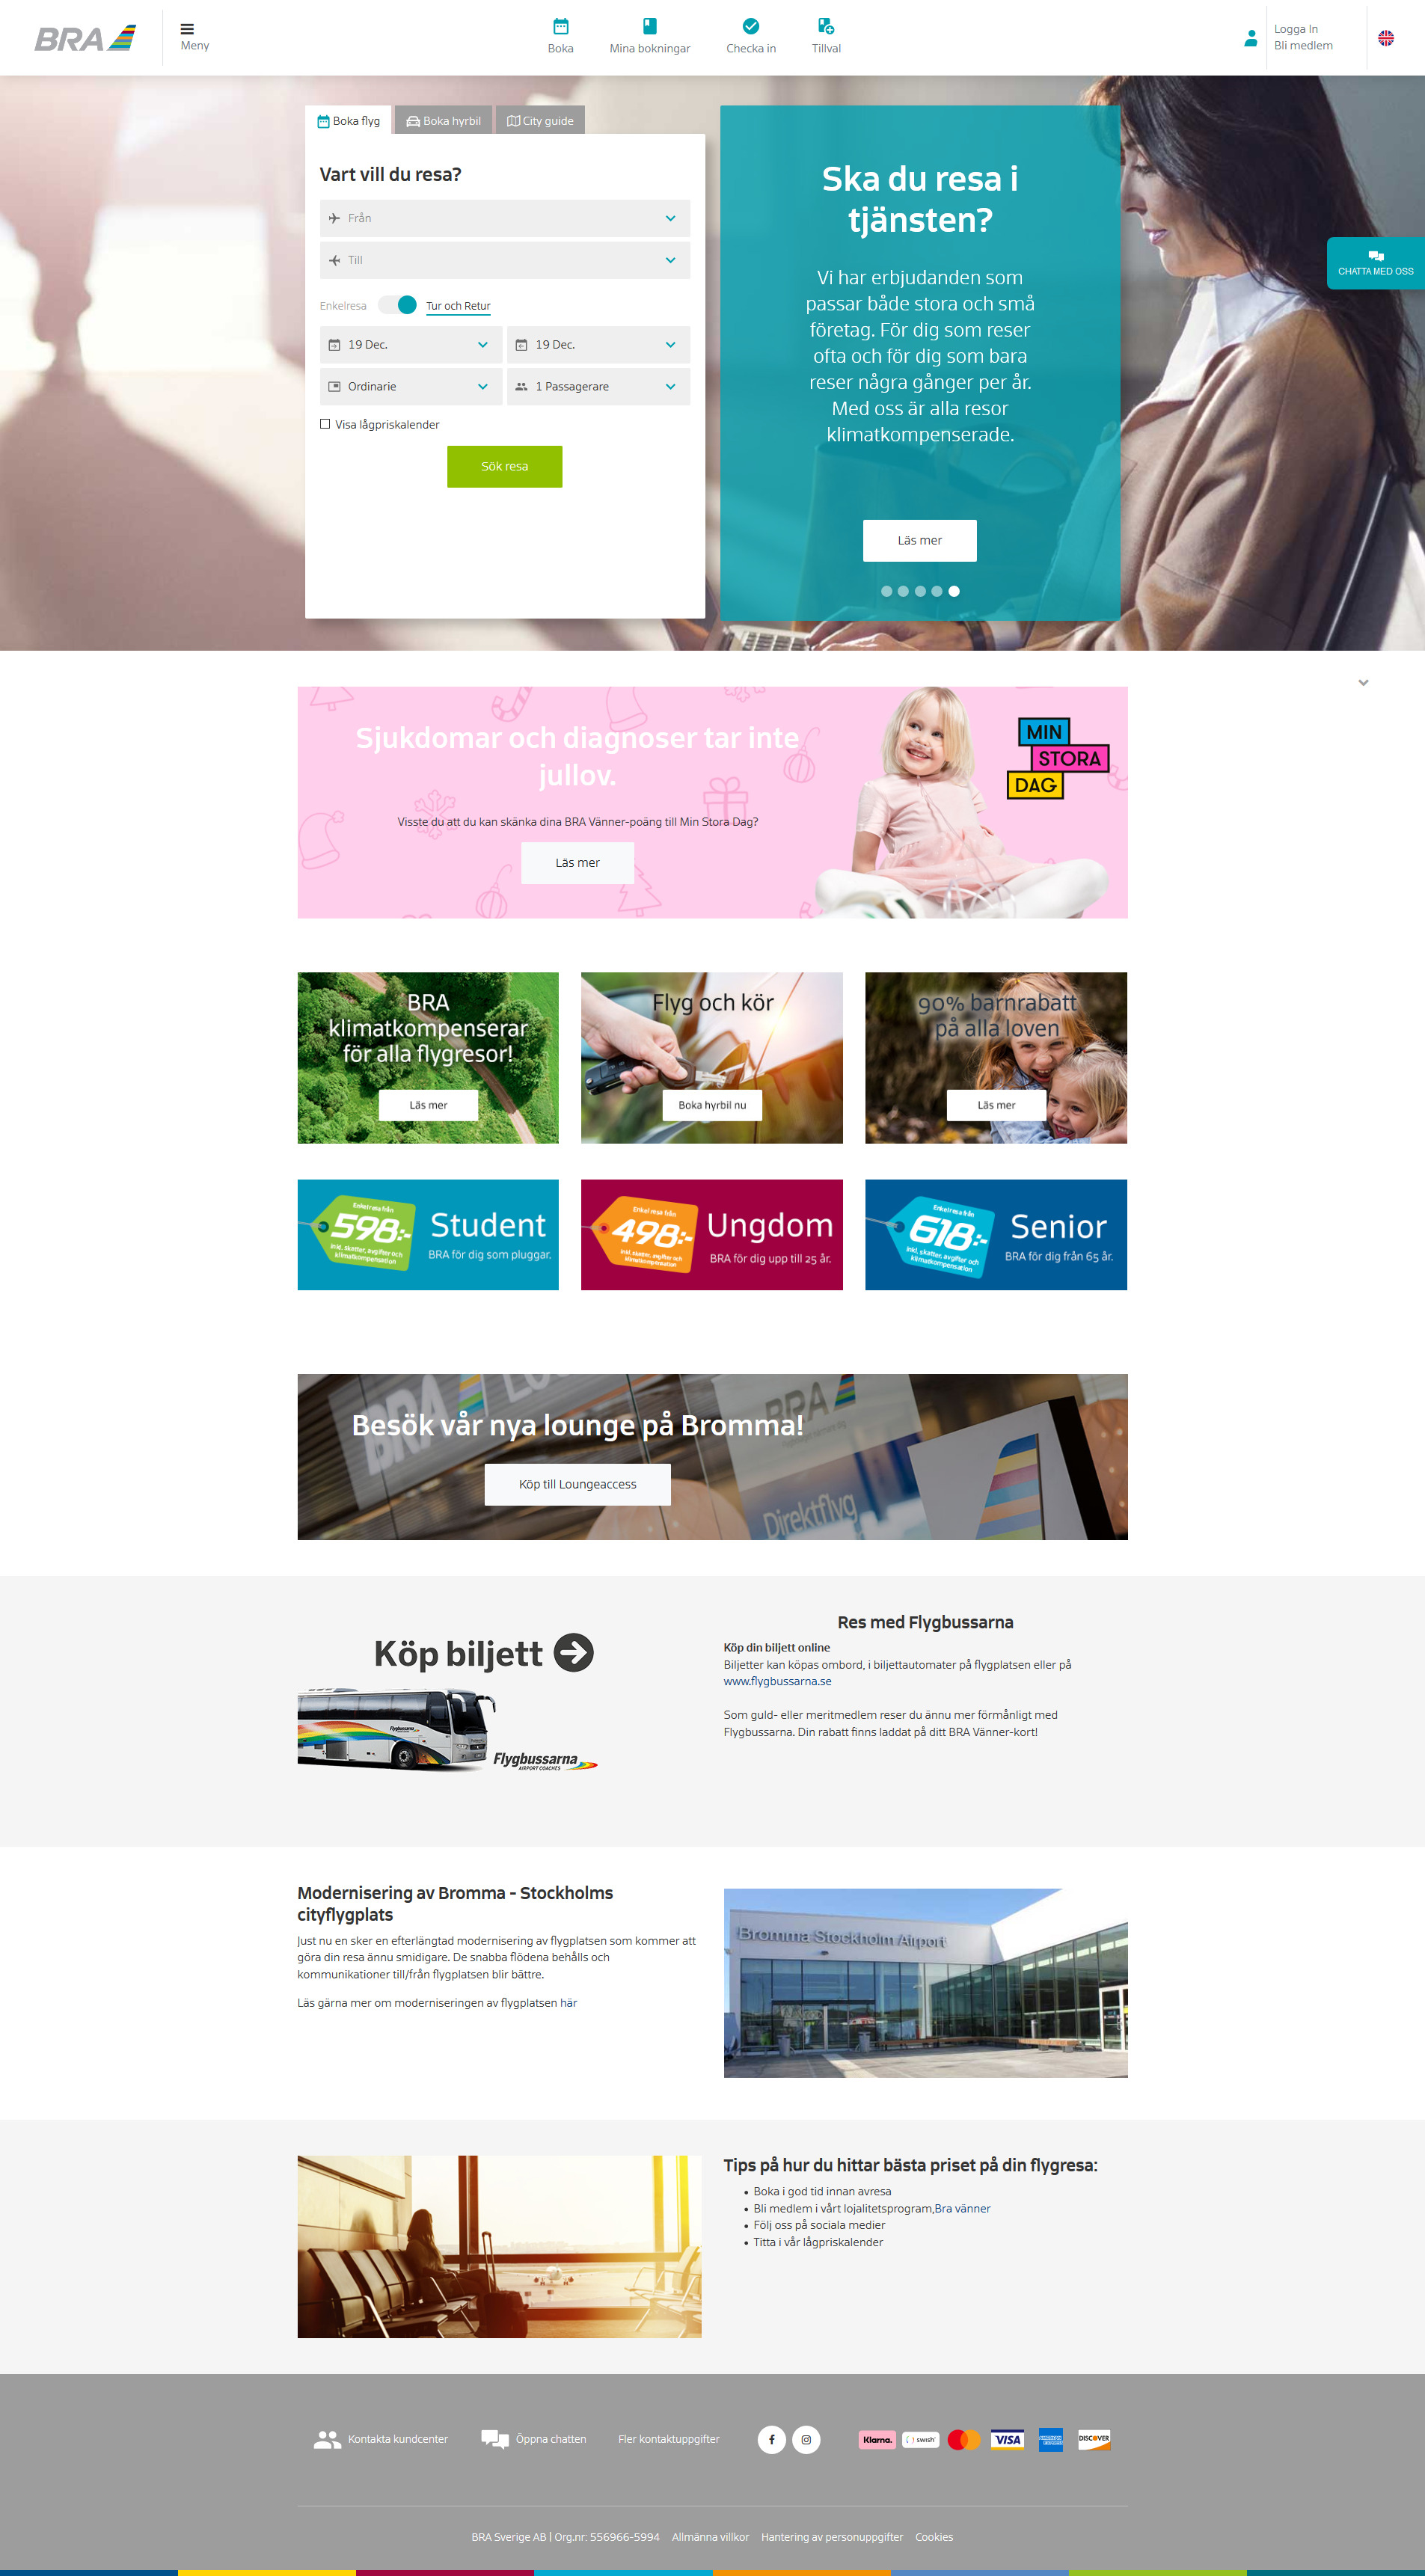 BRA
Meny
Boka
Mina bokningar
Checka in
Tillval
Logga In
Bli medlem
Boka flyg
Boka hyrbil
City guide
Vart vill du resa?
Från
Till
Enkelresa
Tur och Retur
19 Dec.
19 Dec.
Ordinarie
1 Passagerare
Visa lågpriskalender
Sök resa
Ska du resa i
tjänsten?
Vi har erbjudanden som
passar både stora och små
företag. För dig som reser
ofta och för dig som bara
reser några gånger per år.
Med oss är alla resor
klimatkompenserade.
Läs mer
CHATTA MED OSS
Sjukdomar och diagnoser tar inte
jullov.
Visste du att du kan skänka dina BRA Vänner-poäng till Min Stora Dag?
Läs mer
MIN
STORA
DAG
BRA
klimatkompenserar
för alla flygresor!
Läs mer
Flyg och kör
Boka hyrbil nu
90% barnrabatt
på alla loven
Läs mer
Enkelresa från
598:-
inkl. skatter, avgifter och
klimatkompensation
Student
BRA för dig som pluggar.
Enkel resa från
498:-
inkl. skatter, avgifter och
klimatkompensation
Ungdom
BRA för dig upp till 25 år.
Enkel resa från
618:-
inkl. skatter, avgifter och
klimatkompensation
Senior
BRA för dig från 65 år.
BRA LO
BRA
Direktflyg
Besök vår nya lounge på Bromma!
Köp till Loungeaccess
Köp biljett
Flygbussarna
Flygbussarna
AIRPORT COACHES
Res med Flygbussarna
Köp din biljett online
Biljetter kan köpas ombord, i biljettautomater på flygplatsen eller på
www.flygbussarna.se
Som guld- eller meritmedlem reser du ännu mer förmånligt med
Flygbussarna. Din rabatt finns laddat på ditt BRA Vänner-kort!
Modernisering av Bromma - Stockholms
cityflygplats
Just nu en sker en efterlängtad modernisering av flygplatsen som kommer att
göra din resa ännu smidigare. De snabba flödena behålls och
kommunikationer till/från flygplatsen blir bättre.
Läs gärna mer om moderniseringen av flygplatsen här
Bromma Stockholm Airport
Tips på hur du hittar bästa priset på din flygresa:
Boka i god tid innan avresa
Bli medlem i vårt lojalitetsprogram,Bra vänner
Följ oss på sociala medier
Titta i vår lågpriskalender
Kontakta kundcenter
Öppna chatten
Fler kontaktuppgifter
Klarna.
swish
VISA
DISCOVER
BRA Sverige AB | Org.nr: 556966-5994
Allmänna villkor
Hantering av personuppgifter
Cookies